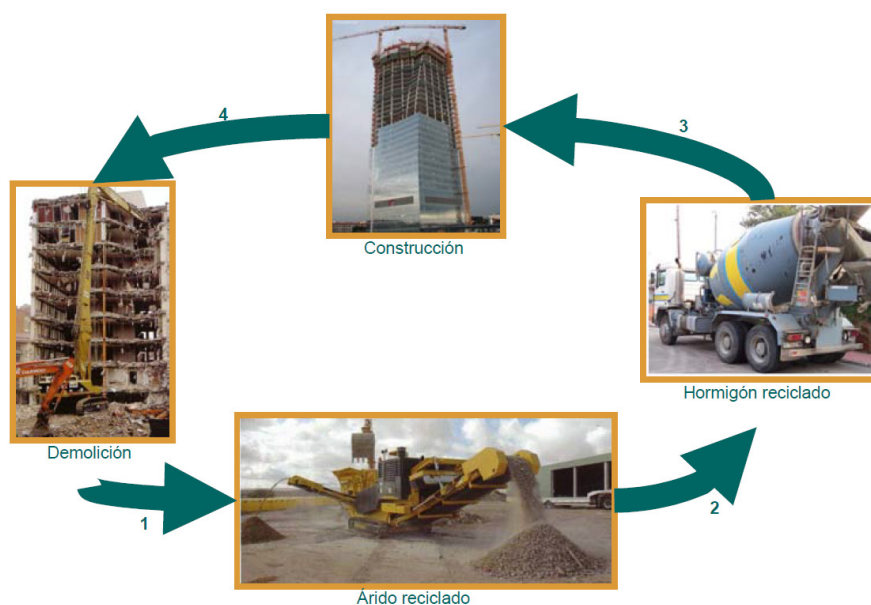 4
3
Construcción
Hormigón reciclado
Demolición
1
2
Árido reciclado